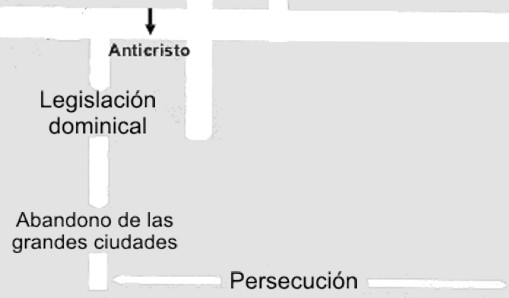 Anticristo
Legislación
dominical
Abandono de las
grandes ciudades
Persecución